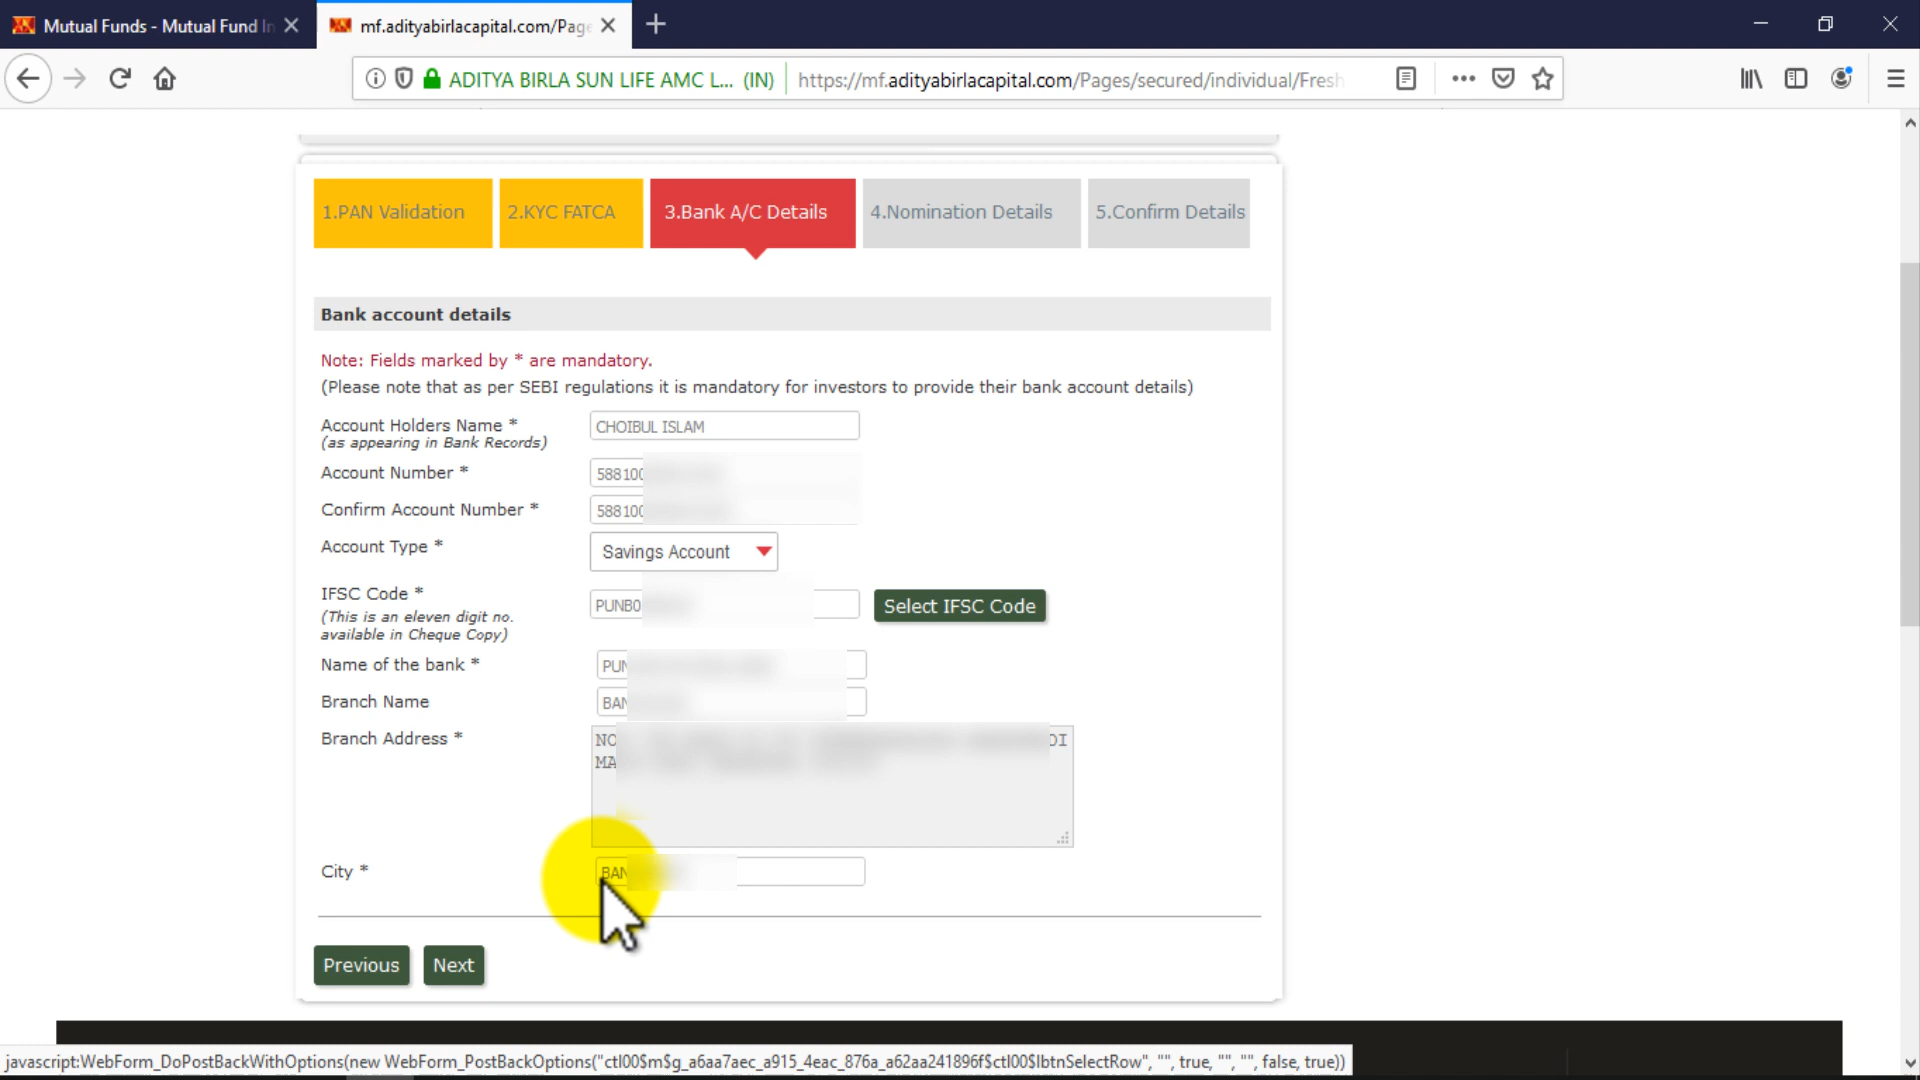 Mutual Funds - Mutual Fund In
mf.adityabirlacapital.com/Page
ADITYA BIRLA SUN LIFE AMC L... (IN)
https://mf.adityabirlacapital.com/Pages/secured/individual/Fresh
1.PAN Validation
2.KYC FATCA
3.Bank A/C Details
4.Nomination Details
5.Confirm Details
Bank account details
Note: Fields marked by * are mandatory.
(Please note that as per SEBI regulations it is mandatory for investors to provide their bank account details)
Account Holders Name *
CHOIBUL ISLAM
(as appearing in Bank Records)
Account Number *
588100
Confirm Account Number *
588100
Account Type *
Savings Account
IFSC Code *
PUNB0
Select IFSC Code
(This is an eleven digit no.
available in Cheque Copy)
Name of the bank *
PUN
Branch Name
BAN
Branch Address *
NO
DI
MA
City *
BAN
Previous
Next
javascript:WebForm_DoPostBackWithOptions(new WebForm_PostBackOptions("ctl00$m$g_a6aa7aec_a915_4eac_876a_a62aa241896f$ctl00$lbtnSelectRow", "", true, "", "", false, true))